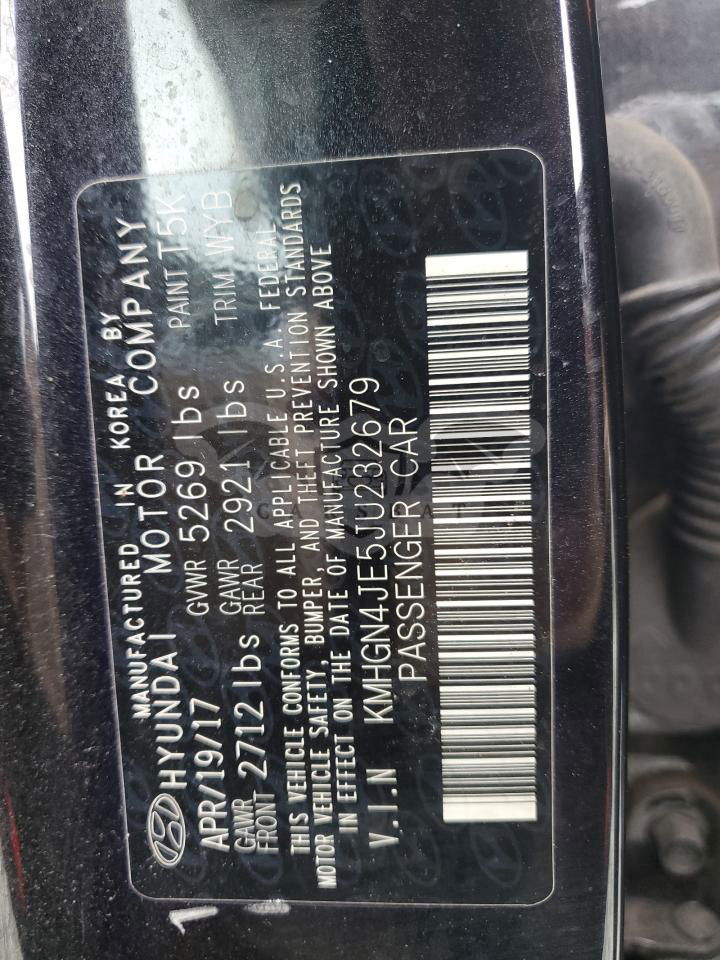 MANUFACTURED IN KOREA BY
HYUNDAI MOTOR COMPANY
APR/19/17 GVWR 5269 lbs PAINT T5K
GAWR FRONT 2712 lbs GAWR REAR 2921 lbs TRIM WYB
THIS VEHICLE CONFORMS TO ALL APPLICABLE U.S.A FEDERAL
MOTOR VEHICLE SAFETY, BUMPER, AND THEFT PREVENTION STANDARDS
IN EFFECT ON THE DATE OF MANUFACTURE SHOWN ABOVE
V.I.N KMHGN4JE5JU232679
PASSENGER CAR